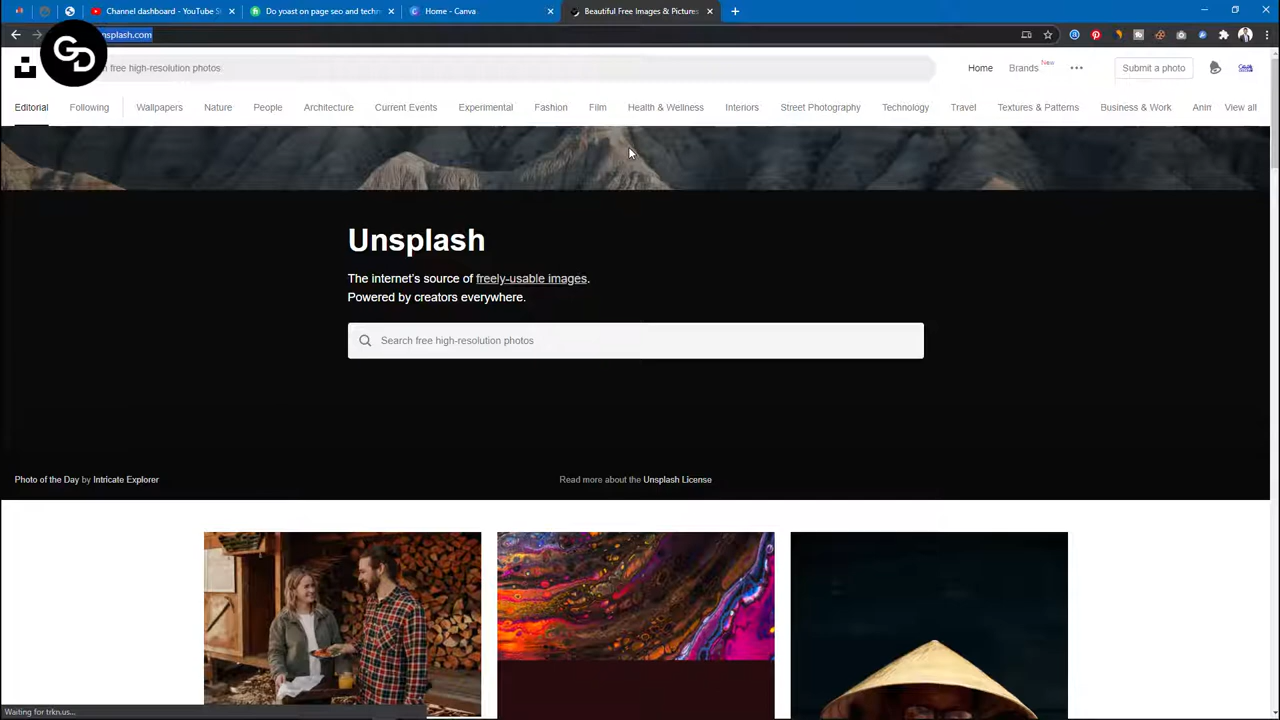 Channel dashboard - YouTube S
Do yoast on page seo and techn
Home - Canva
Beautiful Free Images & Pictures
nsplash.com
GD
free high-resolution photos
Home
Brands
New
Submit a photo
Editorial
Following
Wallpapers
Nature
People
Architecture
Current Events
Experimental
Fashion
Film
Health & Wellness
Interiors
Street Photography
Technology
Travel
Textures & Patterns
Business & Work
Anim
View all
Unsplash
The internet's source of freely-usable images.
Powered by creators everywhere.
Search free high-resolution photos
Photo of the Day by Intricate Explorer
Read more about the Unsplash License
Waiting for trkn.us...